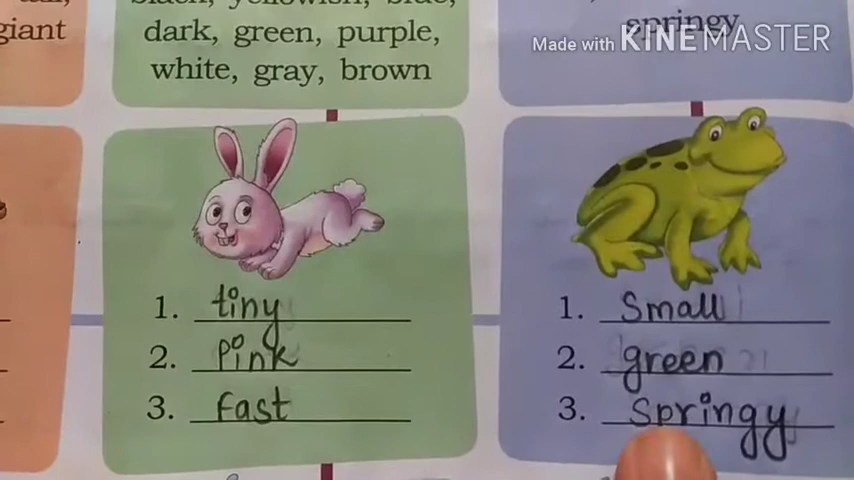 giant
dark, green, purple,
white, gray, brown
springy
Made with KINEMASTER
1. tiny
2. Pink
3. Fast
1. Small
2. green
3. Springy